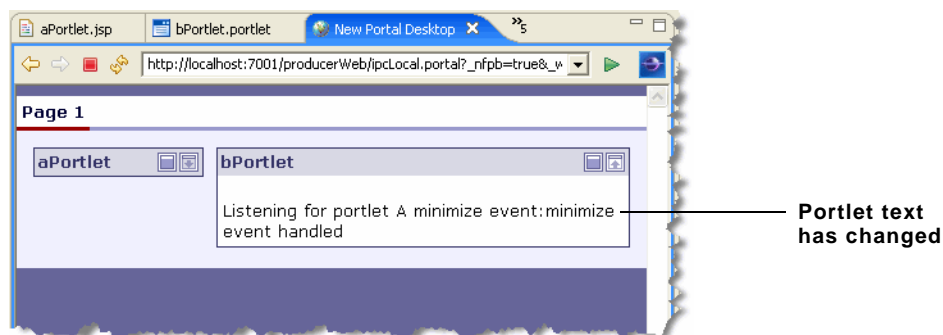 aPortlet.jsp bPortlet.portlet New Portal Desktop »5
http://localhost:7001/producerWeb/ipcLocal.portal?_nfpb=true&_w
Page 1
aPortlet bPortlet
Listening for portlet A minimize event:minimize
event handled
Portlet text
has changed